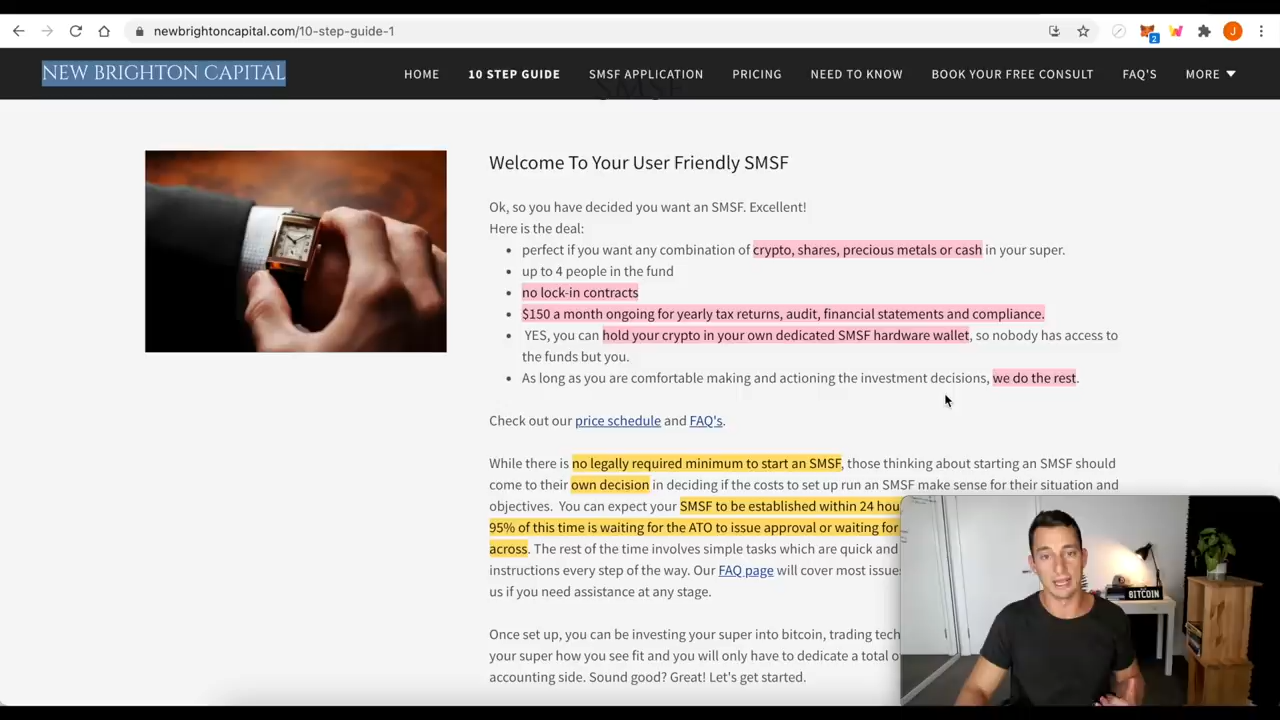 newbrightoncapital.com/10-step-guide-1
2
J
NEW BRIGHTON CAPITAL
HOME
10 STEP GUIDE
SMSF APPLICATION
PRICING
NEED TO KNOW
BOOK YOUR FREE CONSULT
FAQ'S
MORE
SMSF
Welcome To Your User Friendly SMSF
Ok, so you have decided you want an SMSF. Excellent!
Here is the deal:
perfect if you want any combination of crypto, shares, precious metals or cash in your super.
up to 4 people in the fund
no lock-in contracts
$150 a month ongoing for yearly tax returns, audit, financial statements and compliance.
YES, you can hold your crypto in your own dedicated SMSF hardware wallet, so nobody has access to
the funds but you.
As long as you are comfortable making and actioning the investment decisions, we do the rest.
Check out our price schedule and FAQ's.
While there is no legally required minimum to start an SMSF, those thinking about starting an SMSF should
come to their own decision in deciding if the costs to set up run an SMSF make sense for their situation and
objectives. You can expect your SMSF to be established within 24 hou
95% of this time is waiting for the ATO to issue approval or waiting for
across. The rest of the time involves simple tasks which are quick and
instructions every step of the way. Our FAQ page will cover most issues
us if you need assistance at any stage.
Once set up, you can be investing your super into bitcoin, trading tech
your super how you see fit and you will only have to dedicate a total o
accounting side. Sound good? Great! Let's get started.
BITCOIN